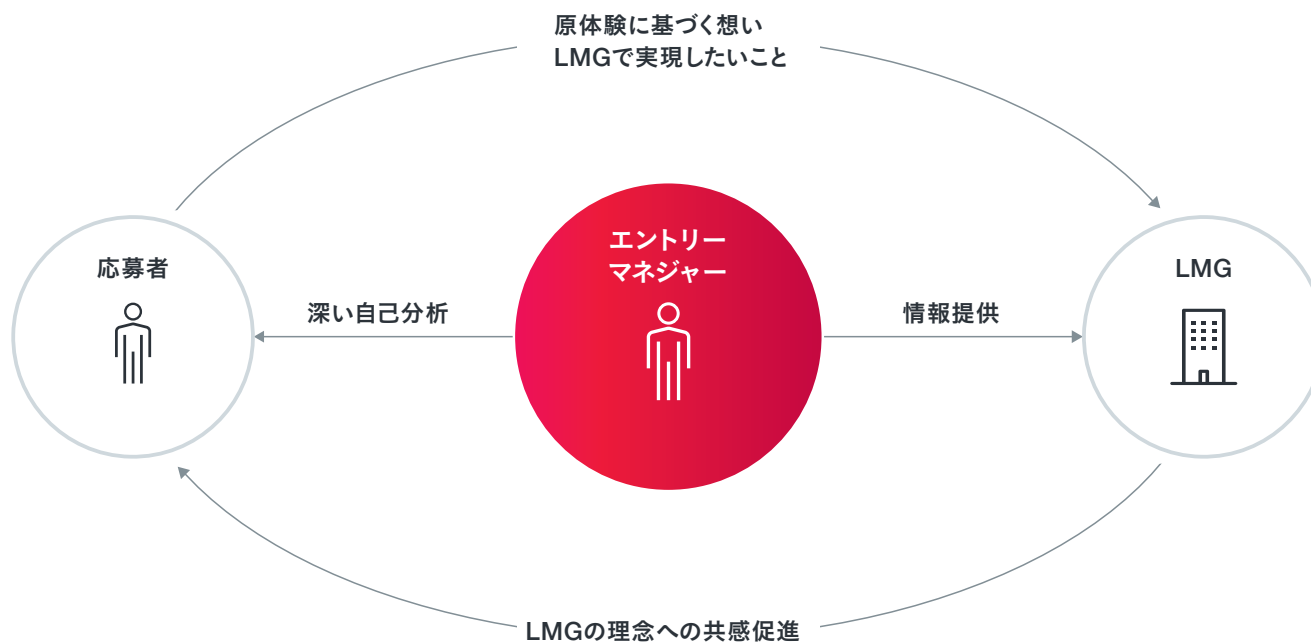 原体験に基づく想い
LMGで実現したいこと
応募者
エントリー
マネジャー
LMG
深い自己分析
情報提供
LMGの理念への共感促進